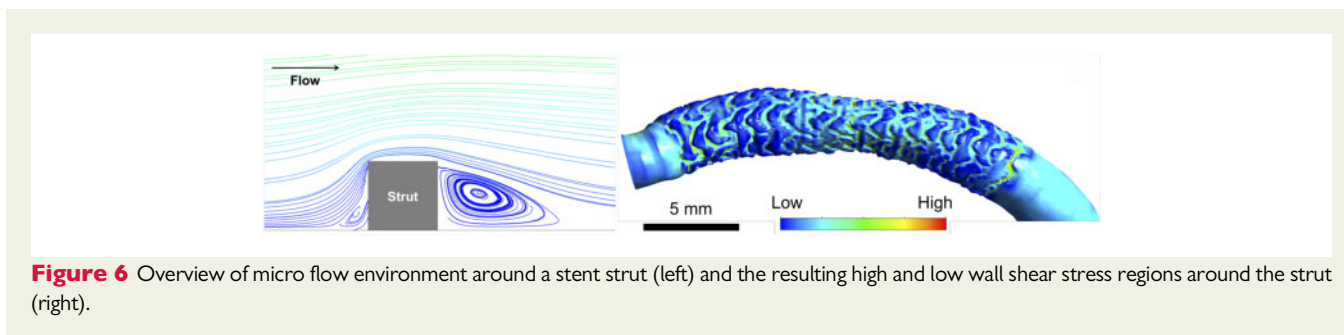 Flow
Strut
5 mm
Low
High
Figure 6 Overview of micro flow environment around a stent strut (left) and the resulting high and low wall shear stress regions around the strut
(right).